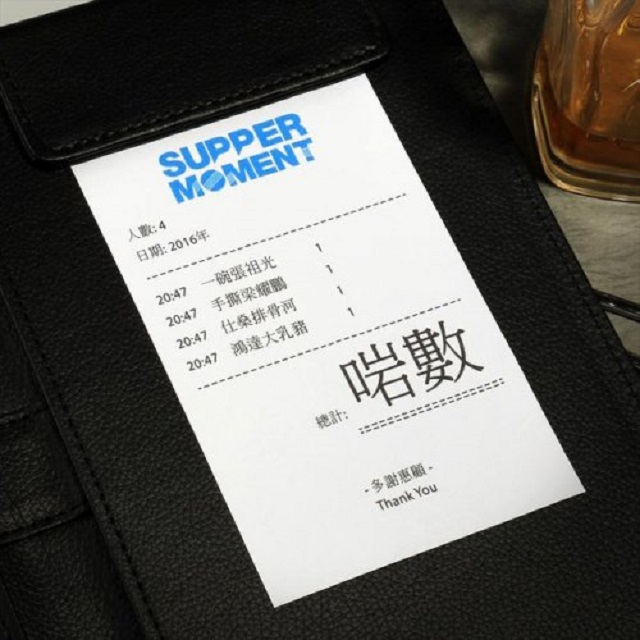 SUPPER
MOMENT
人數: 4
日期: 2016年
20:47 一碗張祖光 1
20:47 手撕梁耀鵬 1
20:47 仕燊排骨河 1
20:47 鴻達大乳豬 1
總計: 啱數
- 多謝惠顧 -
Thank You